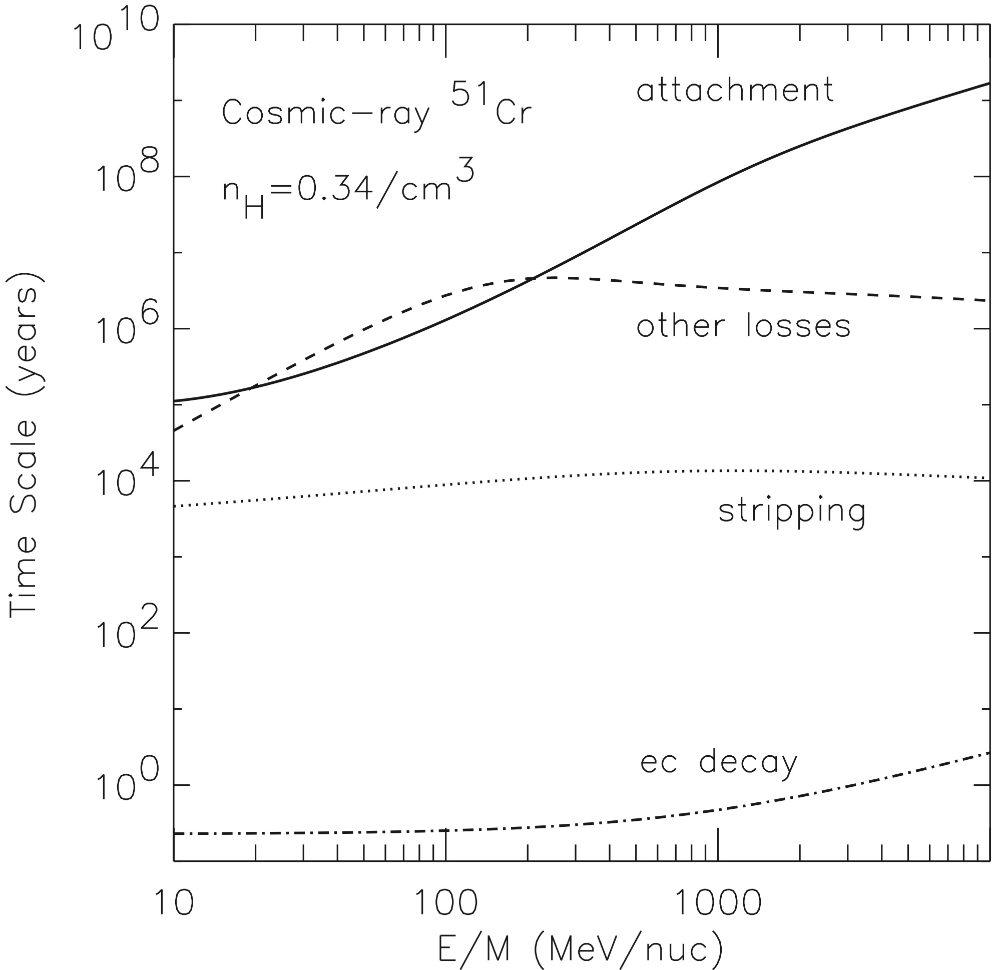 10^10
10^8
10^6
10^4
10^2
10^0
Time Scale (years)
Cosmic-ray ^51Cr
n_H=0.34/cm^3
attachment
other losses
stripping
ec decay
10 100 1000
E/M (MeV/nuc)